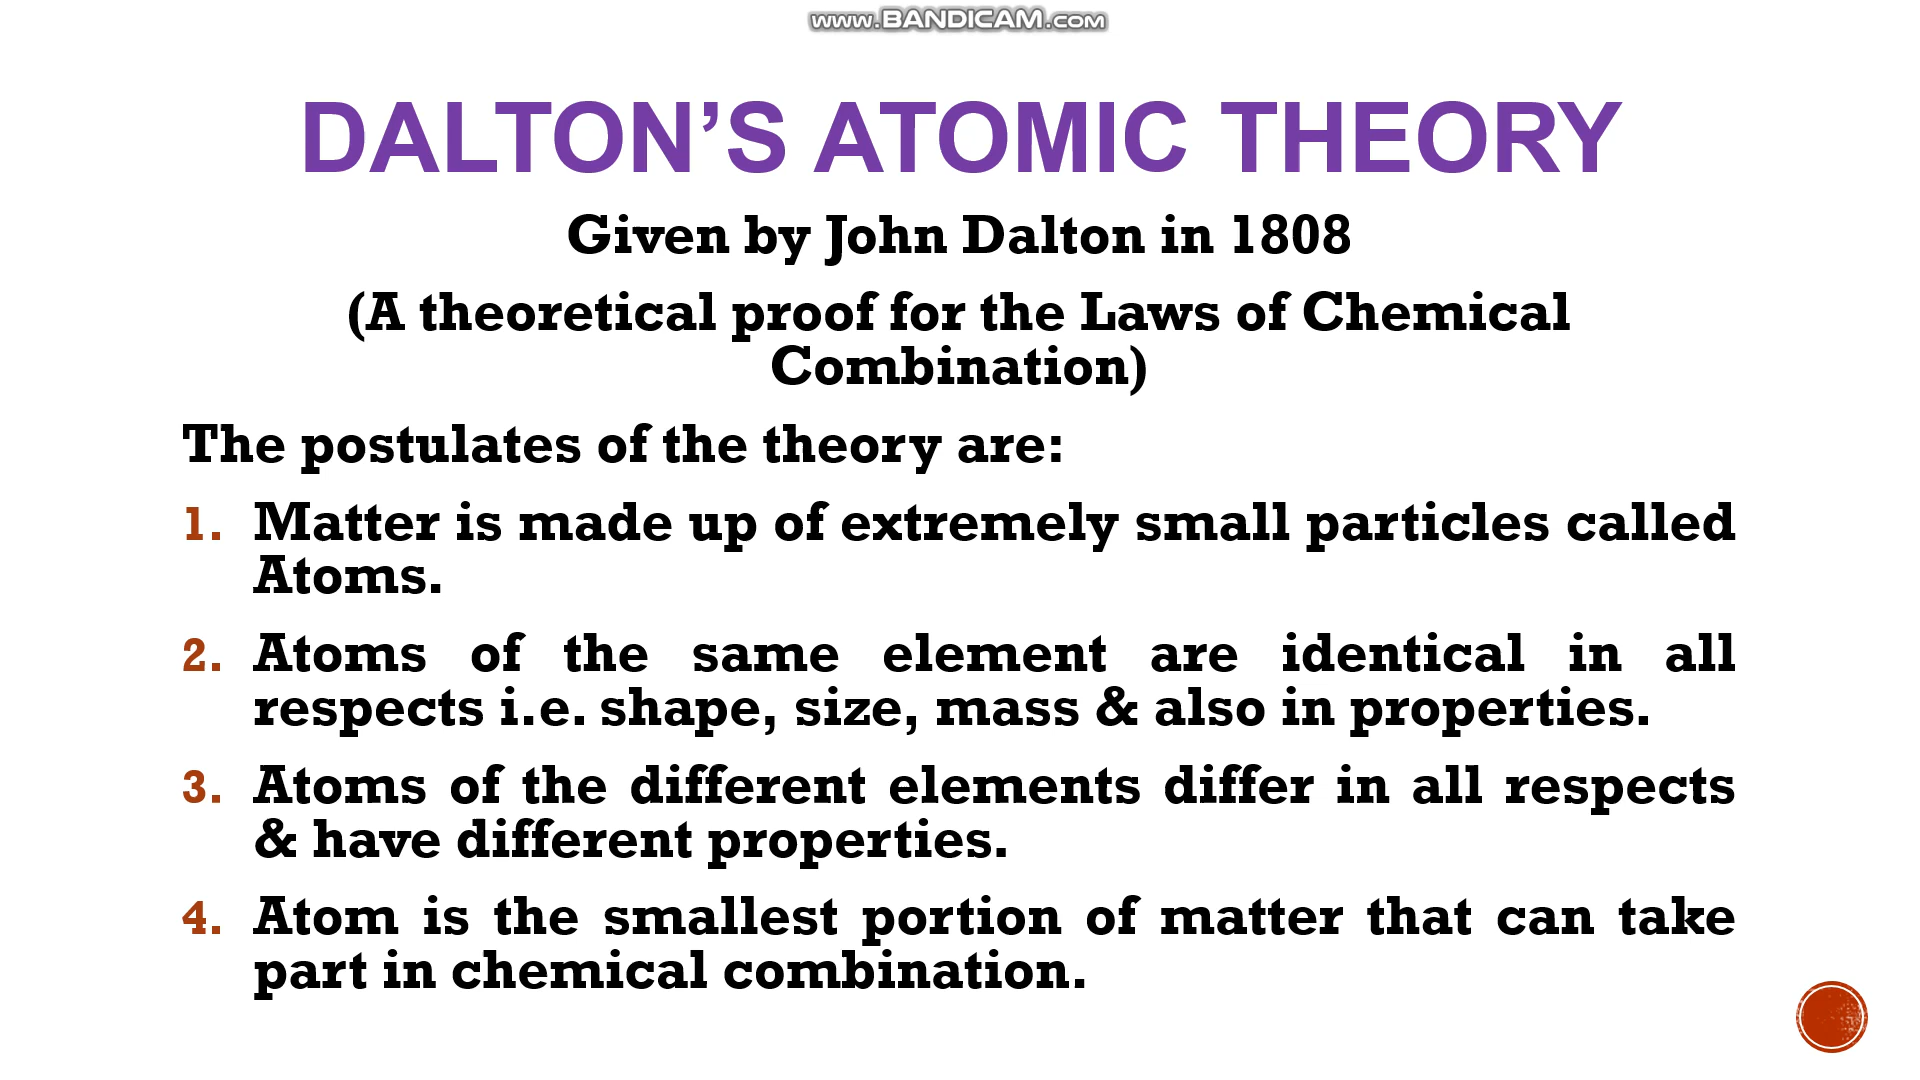 www.BANDICAM.com
DALTON’S ATOMIC THEORY
Given by John Dalton in 1808
(A theoretical proof for the Laws of Chemical
Combination)
The postulates of the theory are:
1. Matter is made up of extremely small particles called
Atoms.
2. Atoms of the same element are identical in all
respects i.e. shape, size, mass & also in properties.
3. Atoms of the different elements differ in all respects
& have different properties.
4. Atom is the smallest portion of matter that can take
part in chemical combination.